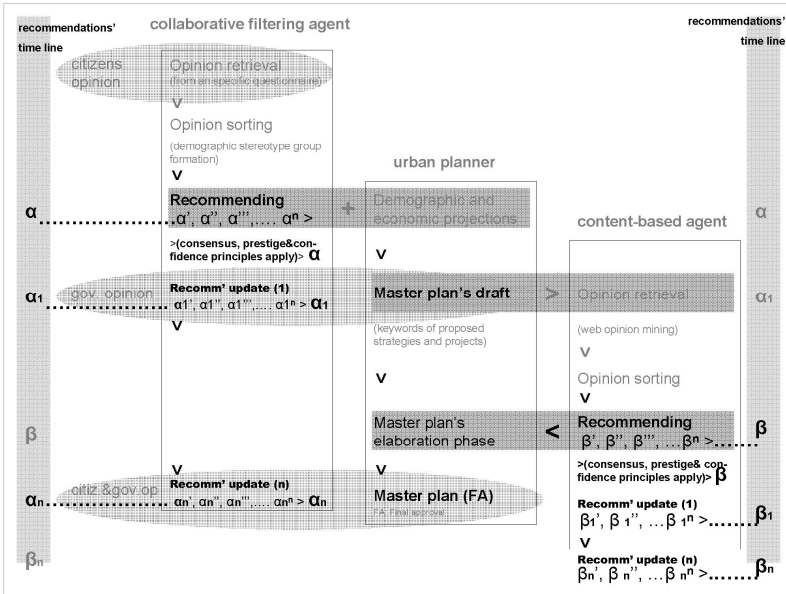 recommendations'
time line
α
α1
β
αn
βn
collaborative filtering agent
citizens
opinion
Opinion retrieval
(from an specific questionnaire)
>
Opinion sorting
(demographic stereotype group
formation)
>
Recommending
α', α'', α''',.... αn >
>(consensus, prestige&con-
fidence principles apply)> α
gov. opinion
Recomm' update (1)
α1', α1'', α1''',.... α1n > α1
>
>
citiz.&gov.op
Recomm' update (n)
αn', αn'', αn''',.... αnn > αn
+
urban planner
Demographic and
economic projections
>
Master plan's draft
(keywords of proposed
strategies and projects)
>
Master plan's
elaboration phase
>
Master plan (FA)
FA: Final approval
>
<
content-based agent
Opinion retrieval
(web opinion mining)
>
Opinion sorting
>
Recommending
β', β'', β''', ...βn >
>(consensus, prestige& con-
fidence principles apply)> β
Recomm' update (1)
β1', β 1'', ...β 1n >
>
Recomm' update (n)
βn', β n'', ...β nn >
recommendations'
time line
α
α1
β
β1
βn